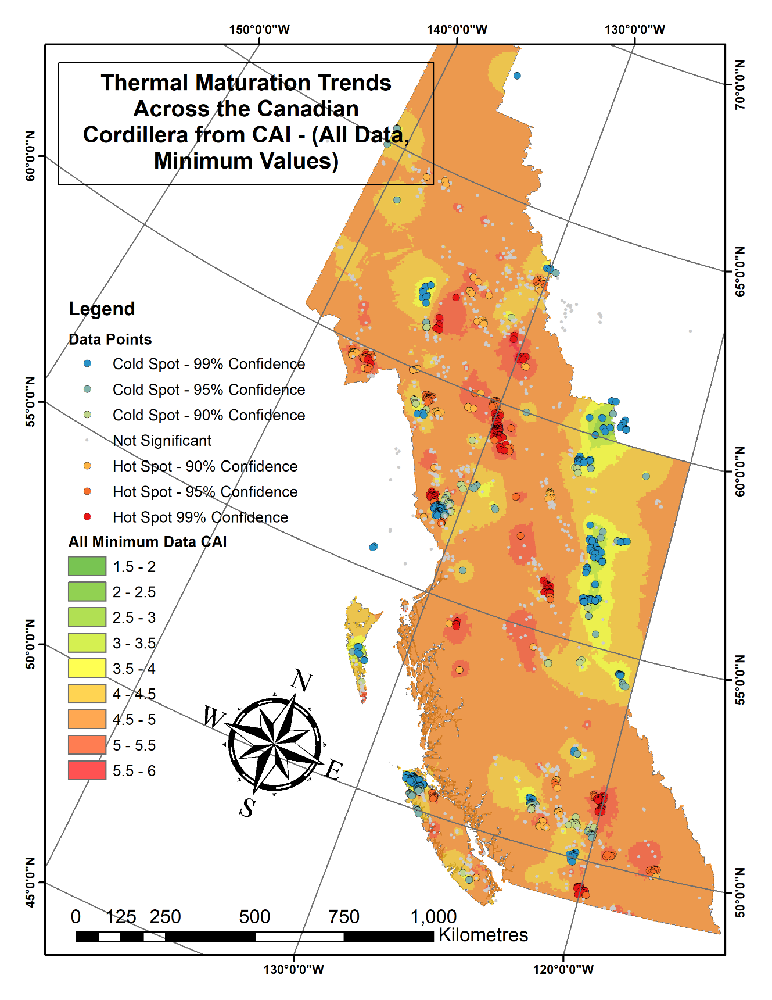 150°0'0"W 140°0'0"W 130°0'0"W
Thermal Maturation Trends
Across the Canadian
Cordillera from CAI - (All Data,
Minimum Values)
70°0'0"N
60°0'0"N
65°0'0"N
Legend
Data Points
Cold Spot - 99% Confidence
Cold Spot - 95% Confidence
Cold Spot - 90% Confidence
Not Significant
Hot Spot - 90% Confidence
Hot Spot - 95% Confidence
Hot Spot 99% Confidence
55°0'0"N
60°0'0"N
All Minimum Data CAI
1.5 - 2
2 - 2.5
2.5 - 3
3 - 3.5
3.5 - 4
4 - 4.5
4.5 - 5
5 - 5.5
5.5 - 6
50°0'0"N
55°0'0"N
N
W
E
S
45°0'0"N
50°0'0"N
0 125 250 500 750 1,000
Kilometres
130°0'0"W 120°0'0"W